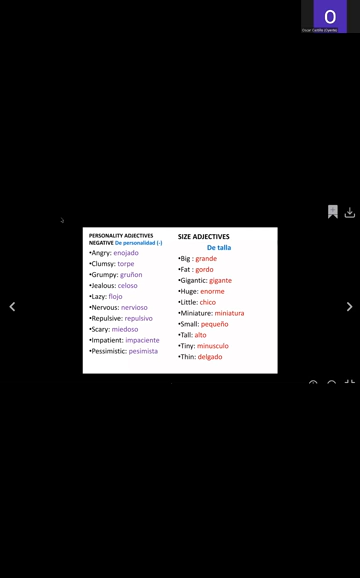 O
PERSONALITY ADJECTIVES
NEGATIVE De personalidad (-)
•Angry: enojado
•Clumsy: torpe
•Grumpy: gruñon
•Jealous: celoso
•Lazy: flojo
•Nervous: nervioso
•Repulsive: repulsivo
•Scary: miedoso
•Impatient: impaciente
•Pessimistic: pesimista
SIZE ADJECTIVES
De talla
•Big : grande
•Fat : gordo
•Gigantic: gigante
•Huge: enorme
•Little: chico
•Miniature: miniatura
•Small: pequeño
•Tall: alto
•Tiny: minusculo
•Thin: delgado